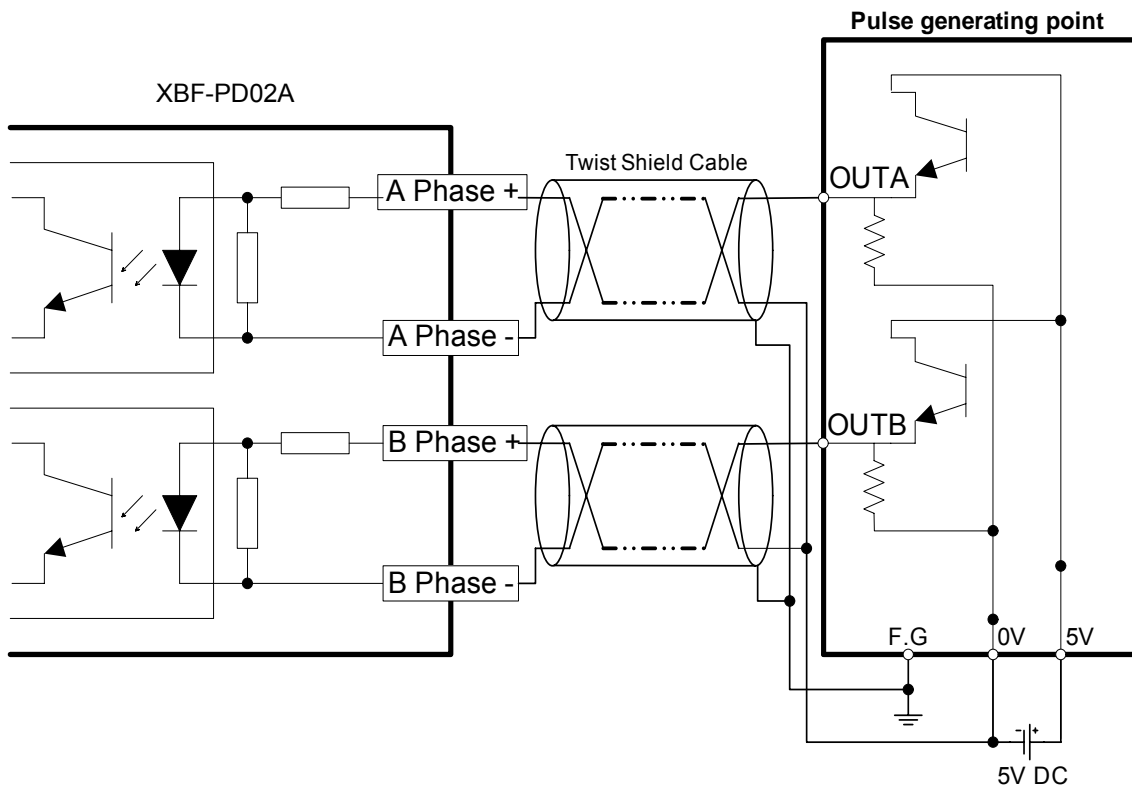 Pulse generating point
XBF-PD02A
Twist Shield Cable
A Phase +
OUTA
A Phase -
B Phase +
OUTB
B Phase -
F.G
0V
5V
- +
5V DC